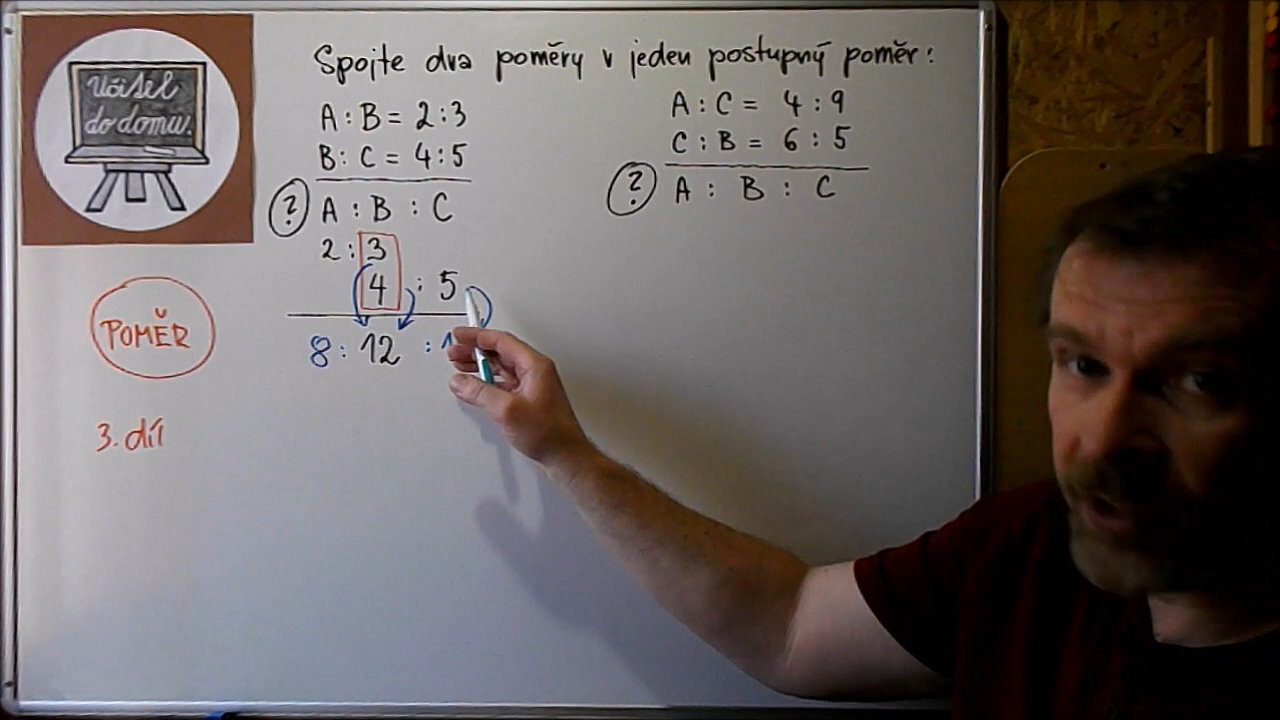 Učitel
do domu.
POMĚR
3. díl
Spojte dva poměry v jeden postupný poměr:
A : B = 2 : 3
B : C = 4 : 5
? A : B : C
2 : 3
4 : 5
8 : 12 :
A : C = 4 : 9
C : B = 6 : 5
? A : B : C